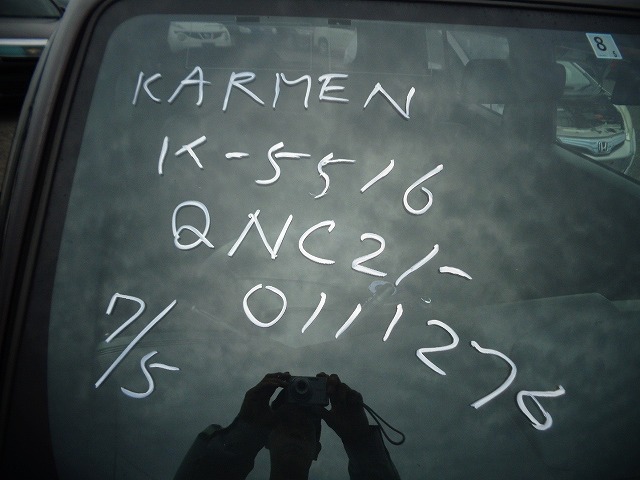 8
KARMEN
K-5516
QNC21-
0111276
7/5